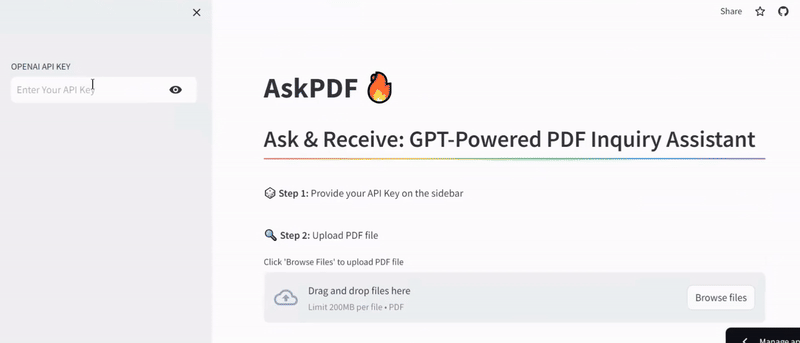 Share
OPENAI API KEY
Enter Your API Key
AskPDF
Ask & Receive: GPT-Powered PDF Inquiry Assistant
Step 1: Provide your API Key on the sidebar
Step 2: Upload PDF file
Click 'Browse Files' to upload PDF file
Drag and drop files here
Limit 200MB per file • PDF
Browse files
Manage ap